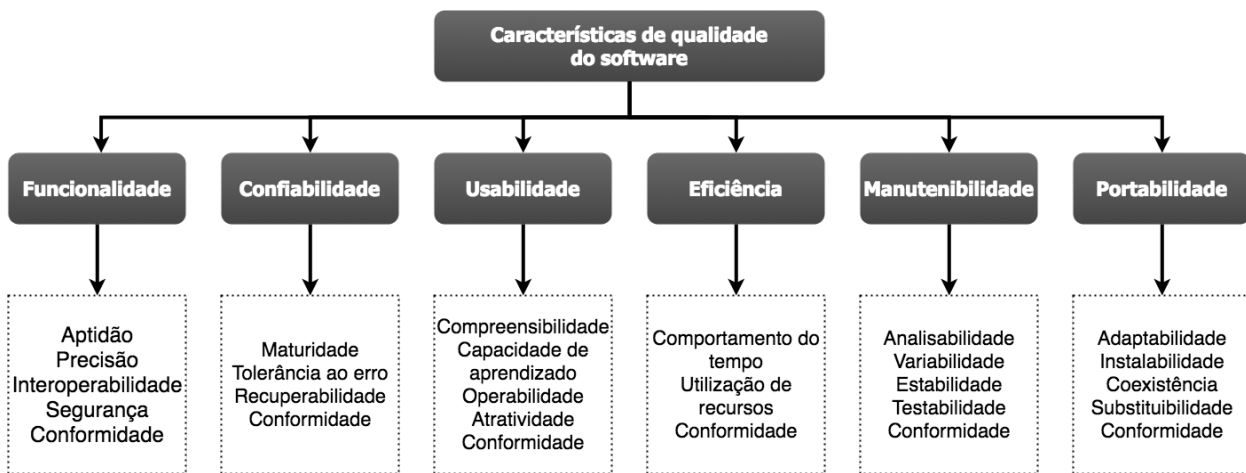 Características de qualidade
do software
Funcionalidade
Confiabilidade
Usabilidade
Eficiência
Manutenibilidade
Portabilidade
Aptidão
Precisão
Interoperabilidade
Segurança
Conformidade
Maturidade
Tolerância ao erro
Recuperabilidade
Conformidade
Compreensibilidade
Capacidade de
aprendizado
Operabilidade
Atratividade
Conformidade
Comportamento do
tempo
Utilização de
recursos
Conformidade
Analisabilidade
Variabilidade
Estabilidade
Testabilidade
Conformidade
Adaptabilidade
Instalabilidade
Coexistência
Substituibilidade
Conformidade